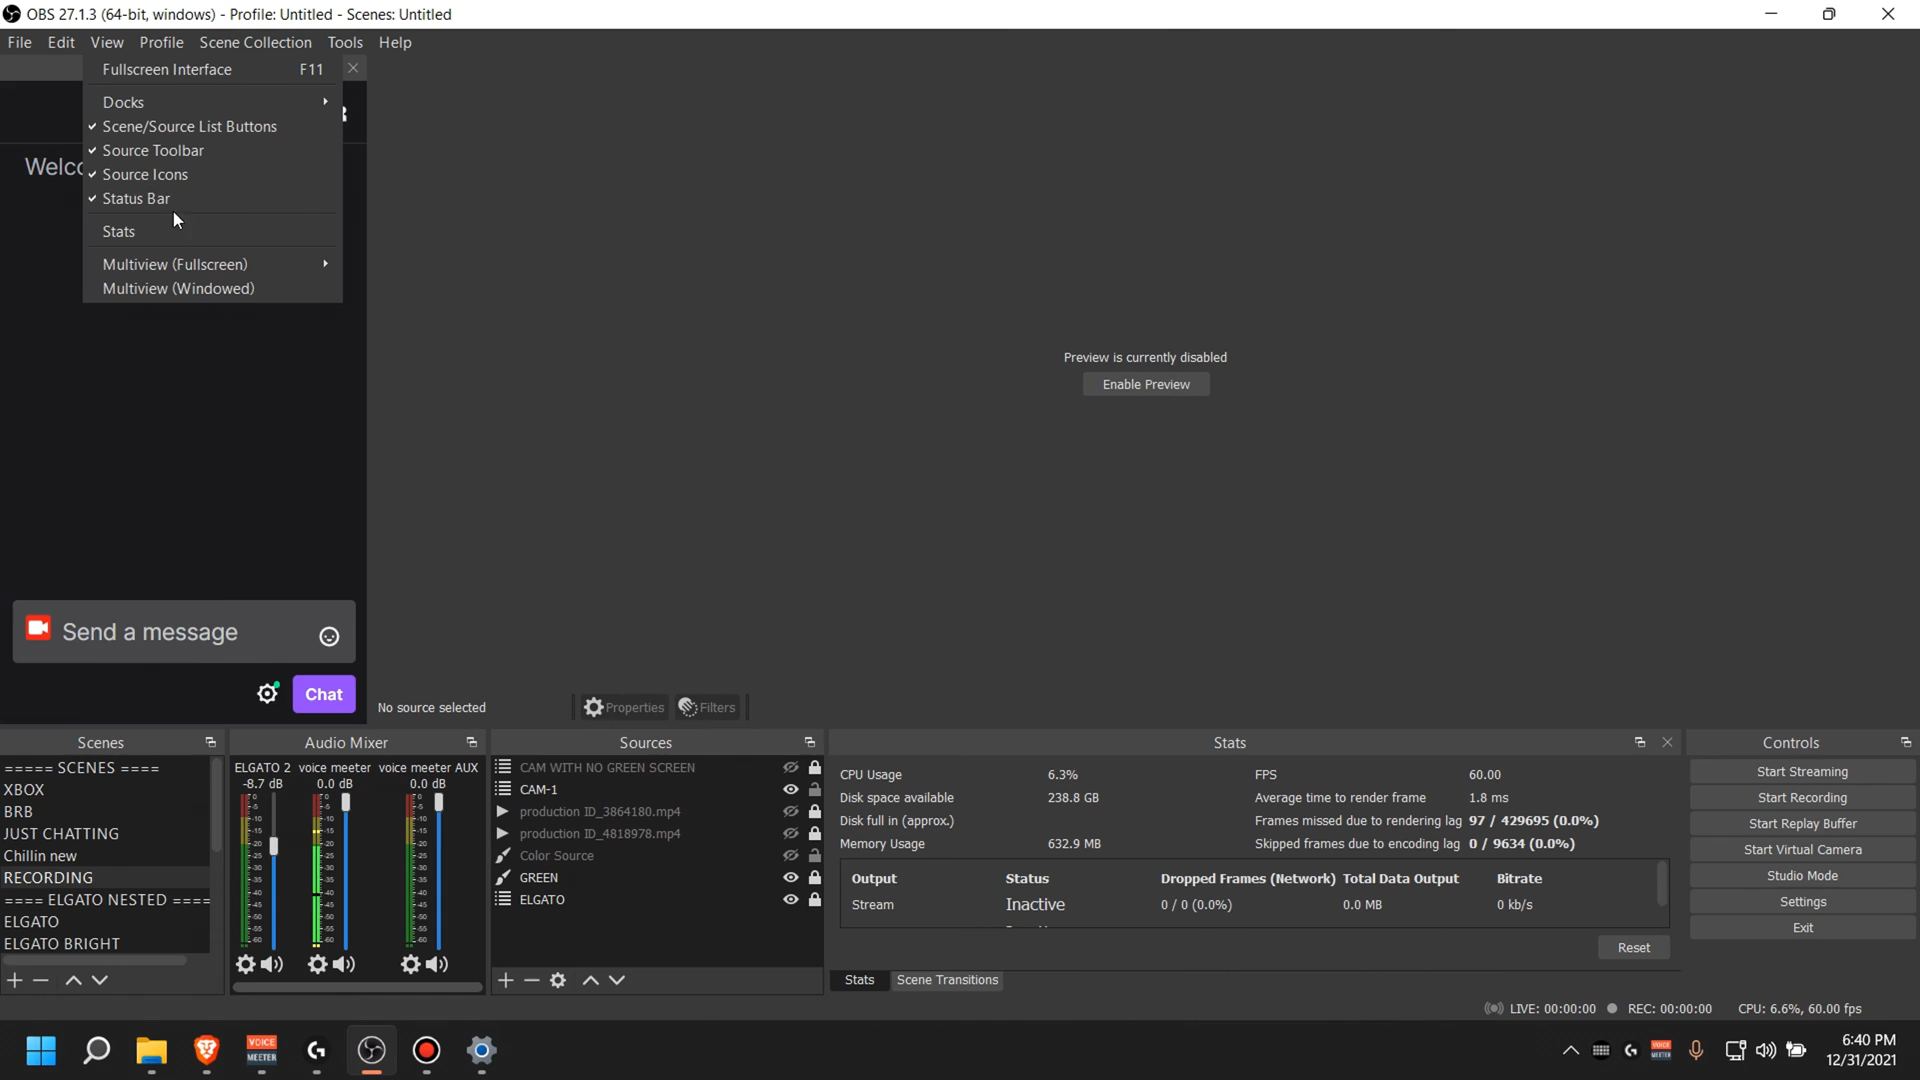 OBS 27.1.3 (64-bit, windows) - Profile: Untitled - Scenes: Untitled
File Edit View Profile Scene Collection Tools Help
Fullscreen Interface F11
Docks
Scene/Source List Buttons
Source Toolbar
Welco
Source Icons
Status Bar
Stats
Multiview (Fullscreen)
Multiview (Windowed)
Preview is currently disabled
Enable Preview
Send a message
Chat
No source selected Properties Filters
Scenes
===== SCENES ====
XBOX
BRB
JUST CHATTING
Chillin new
RECORDING
==== ELGATO NESTED ====
ELGATO
ELGATO BRIGHT
Audio Mixer
ELGATO 2 voice meeter voice meeter AUX
-8.7 dB 0.0 dB 0.0 dB
Sources
CAM WITH NO GREEN SCREEN
CAM-1
production ID_3864180.mp4
production ID_4818978.mp4
Color Source
GREEN
ELGATO
Stats
CPU Usage 6.3% FPS 60.00
Disk space available 238.8 GB Average time to render frame 1.8 ms
Disk full in (approx.) Frames missed due to rendering lag 97 / 429695 (0.0%)
Memory Usage 632.9 MB Skipped frames due to encoding lag 0 / 9634 (0.0%)
Output Status Dropped Frames (Network) Total Data Output Bitrate
Stream Inactive 0 / 0 (0.0%) 0.0 MB 0 kb/s
Reset
Stats Scene Transitions
Controls
Start Streaming
Start Recording
Start Replay Buffer
Start Virtual Camera
Studio Mode
Settings
Exit
LIVE: 00:00:00 REC: 00:00:00 CPU: 6.6%, 60.00 fps
VOICE
MEETER
6:40 PM
12/31/2021